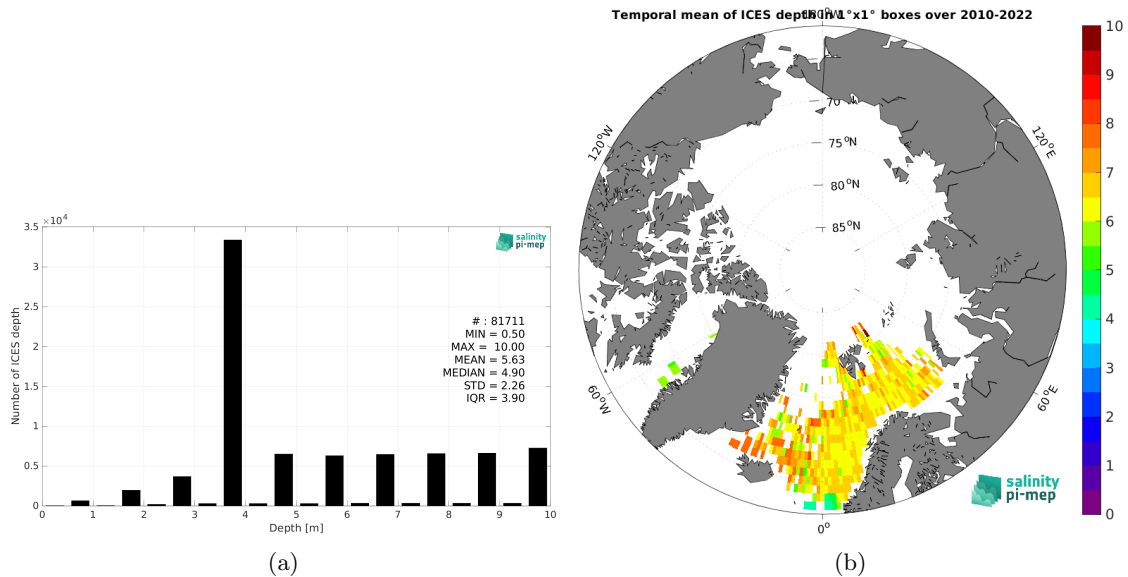 Temporal mean of ICES depth in 1°x1° boxes over 2010-2022
×10⁴
3.5
3
2.5
2
1.5
1
0.5
0
Number of ICES depth
salinity
pi-mep
# : 81711
MIN = 0.50
MAX = 10.00
MEAN = 5.63
MEDIAN = 4.90
STD = 2.26
IQR = 3.90
0 1 2 3 4 5 6 7 8 9 10
Depth [m]
(a)
180°W
120°W
120°E
60°W
60°E
0°
70°N
75°N
80°N
85°N
salinity
pi-mep
10
9
8
7
6
5
4
3
2
1
0
(b)